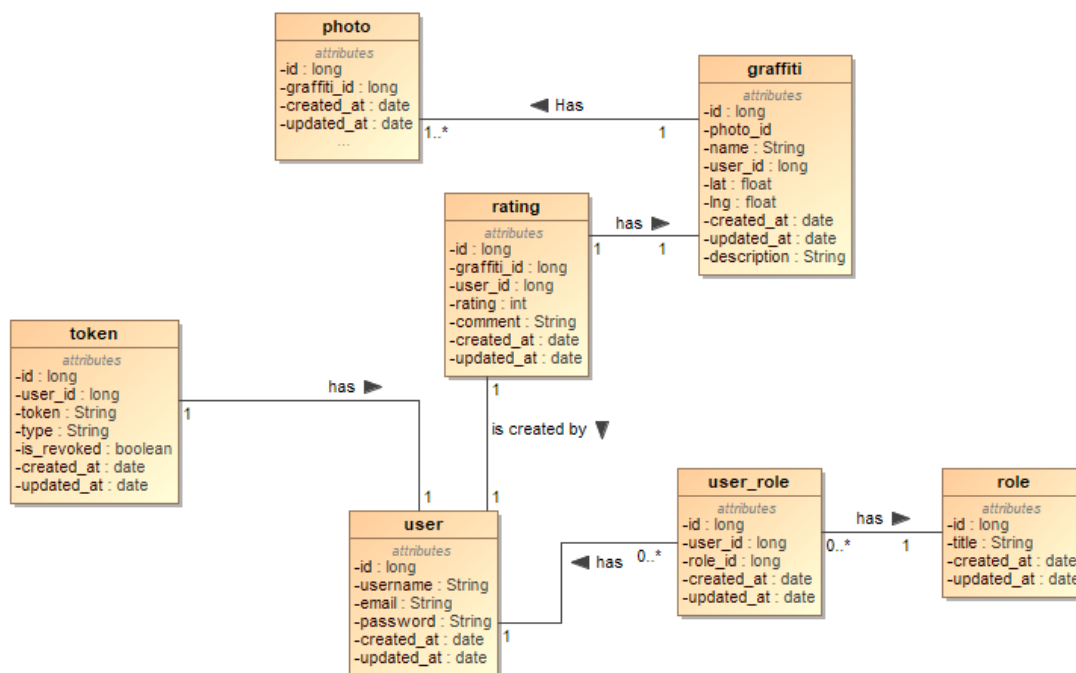 photo
attributes
-id : long
-graffiti_id : long
-created_at : date
-updated_at : date
...
graffiti
attributes
-id : long
-photo_id
-name : String
-user_id : long
-lat : float
-lng : float
-created_at : date
-updated_at : date
-description : String
◄ Has
1..*
1
rating
attributes
-id : long
-graffiti_id : long
-user_id : long
-rating : int
-comment : String
-created_at : date
-updated_at : date
has ►
1
1
token
attributes
-id : long
-user_id : long
-token : String
-type : String
-is_revoked : boolean
-created_at : date
-updated_at : date
has ►
1
1
1
is created by ▼
1
user
attributes
-id : long
-username : String
-email : String
-password : String
-created_at : date
-updated_at : date
◄ has
0..*
1
user_role
attributes
-id : long
-user_id : long
-role_id : long
-created_at : date
-updated_at : date
has ►
0..*
1
role
attributes
-id : long
-title : String
-created_at : date
-updated_at : date